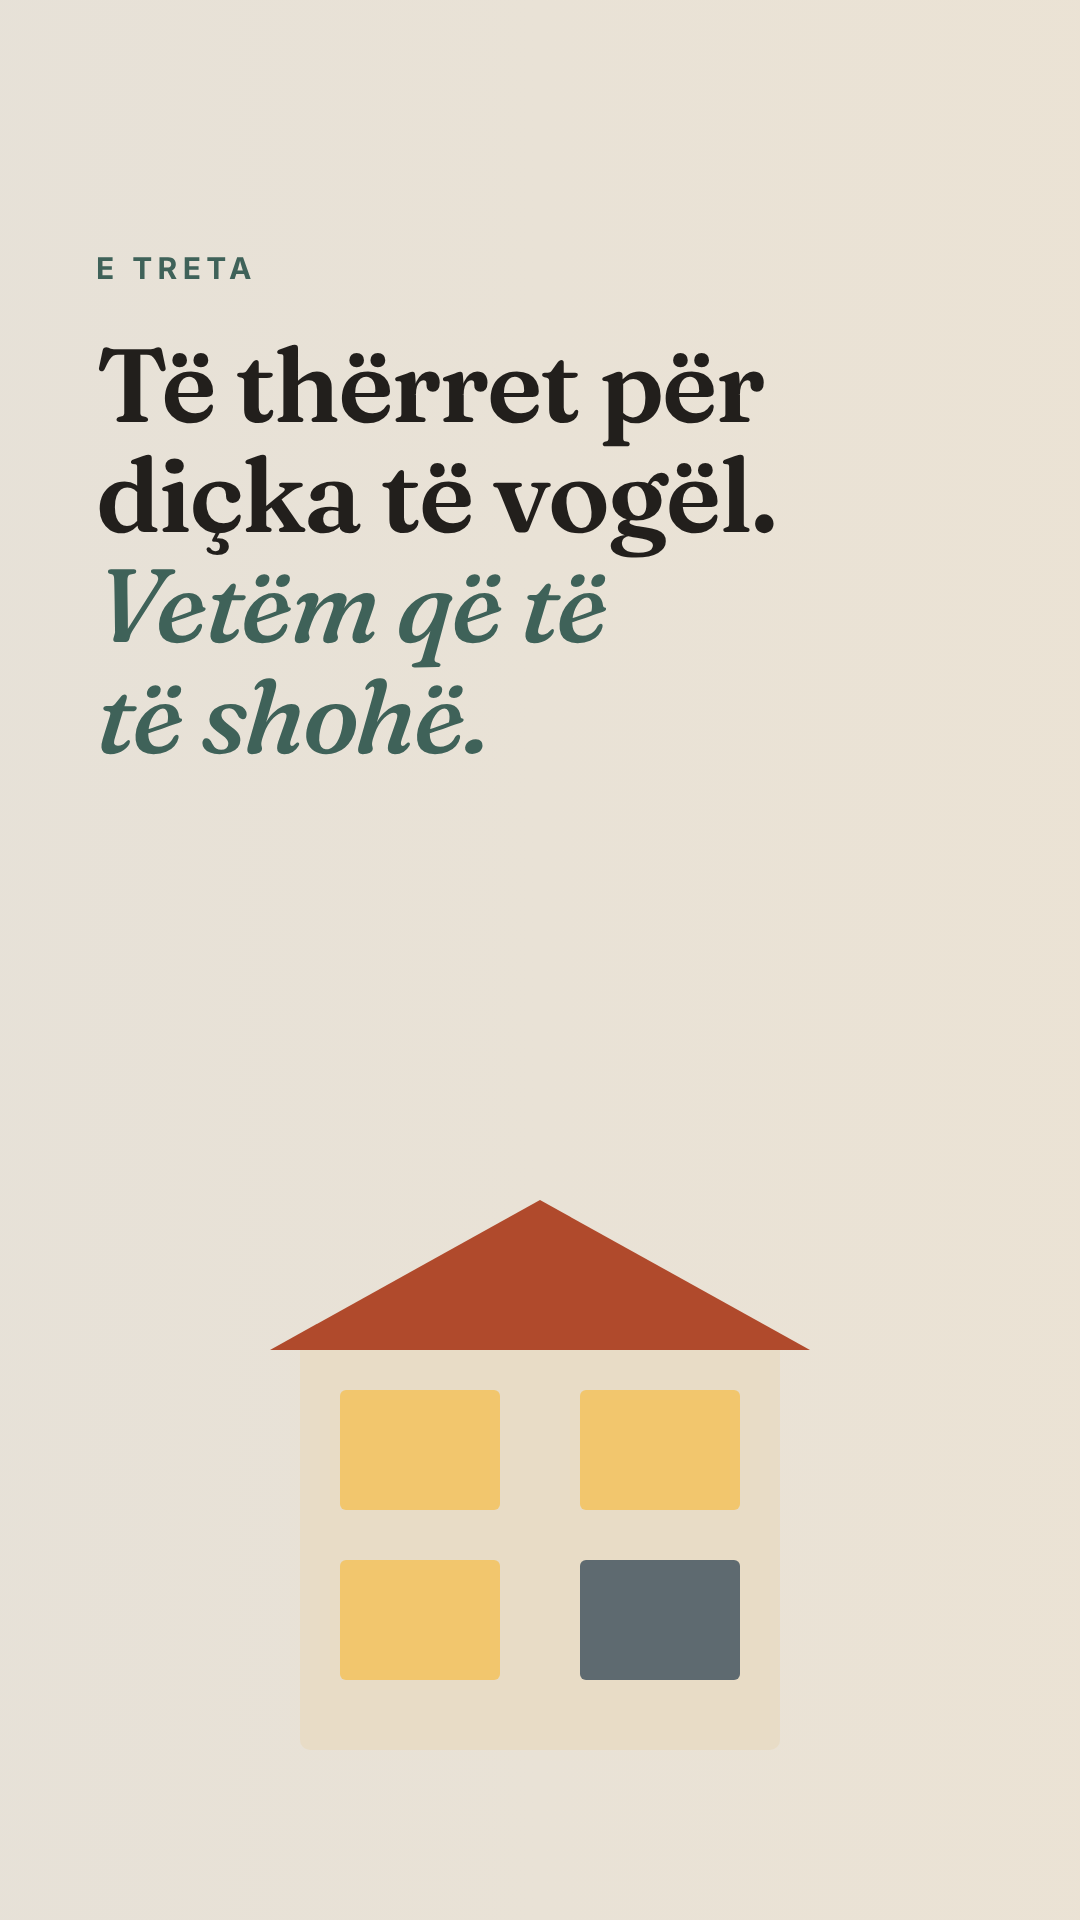 E TRETA
Të thërret për
diçka të vogël.
Vetëm që të
të shohë.